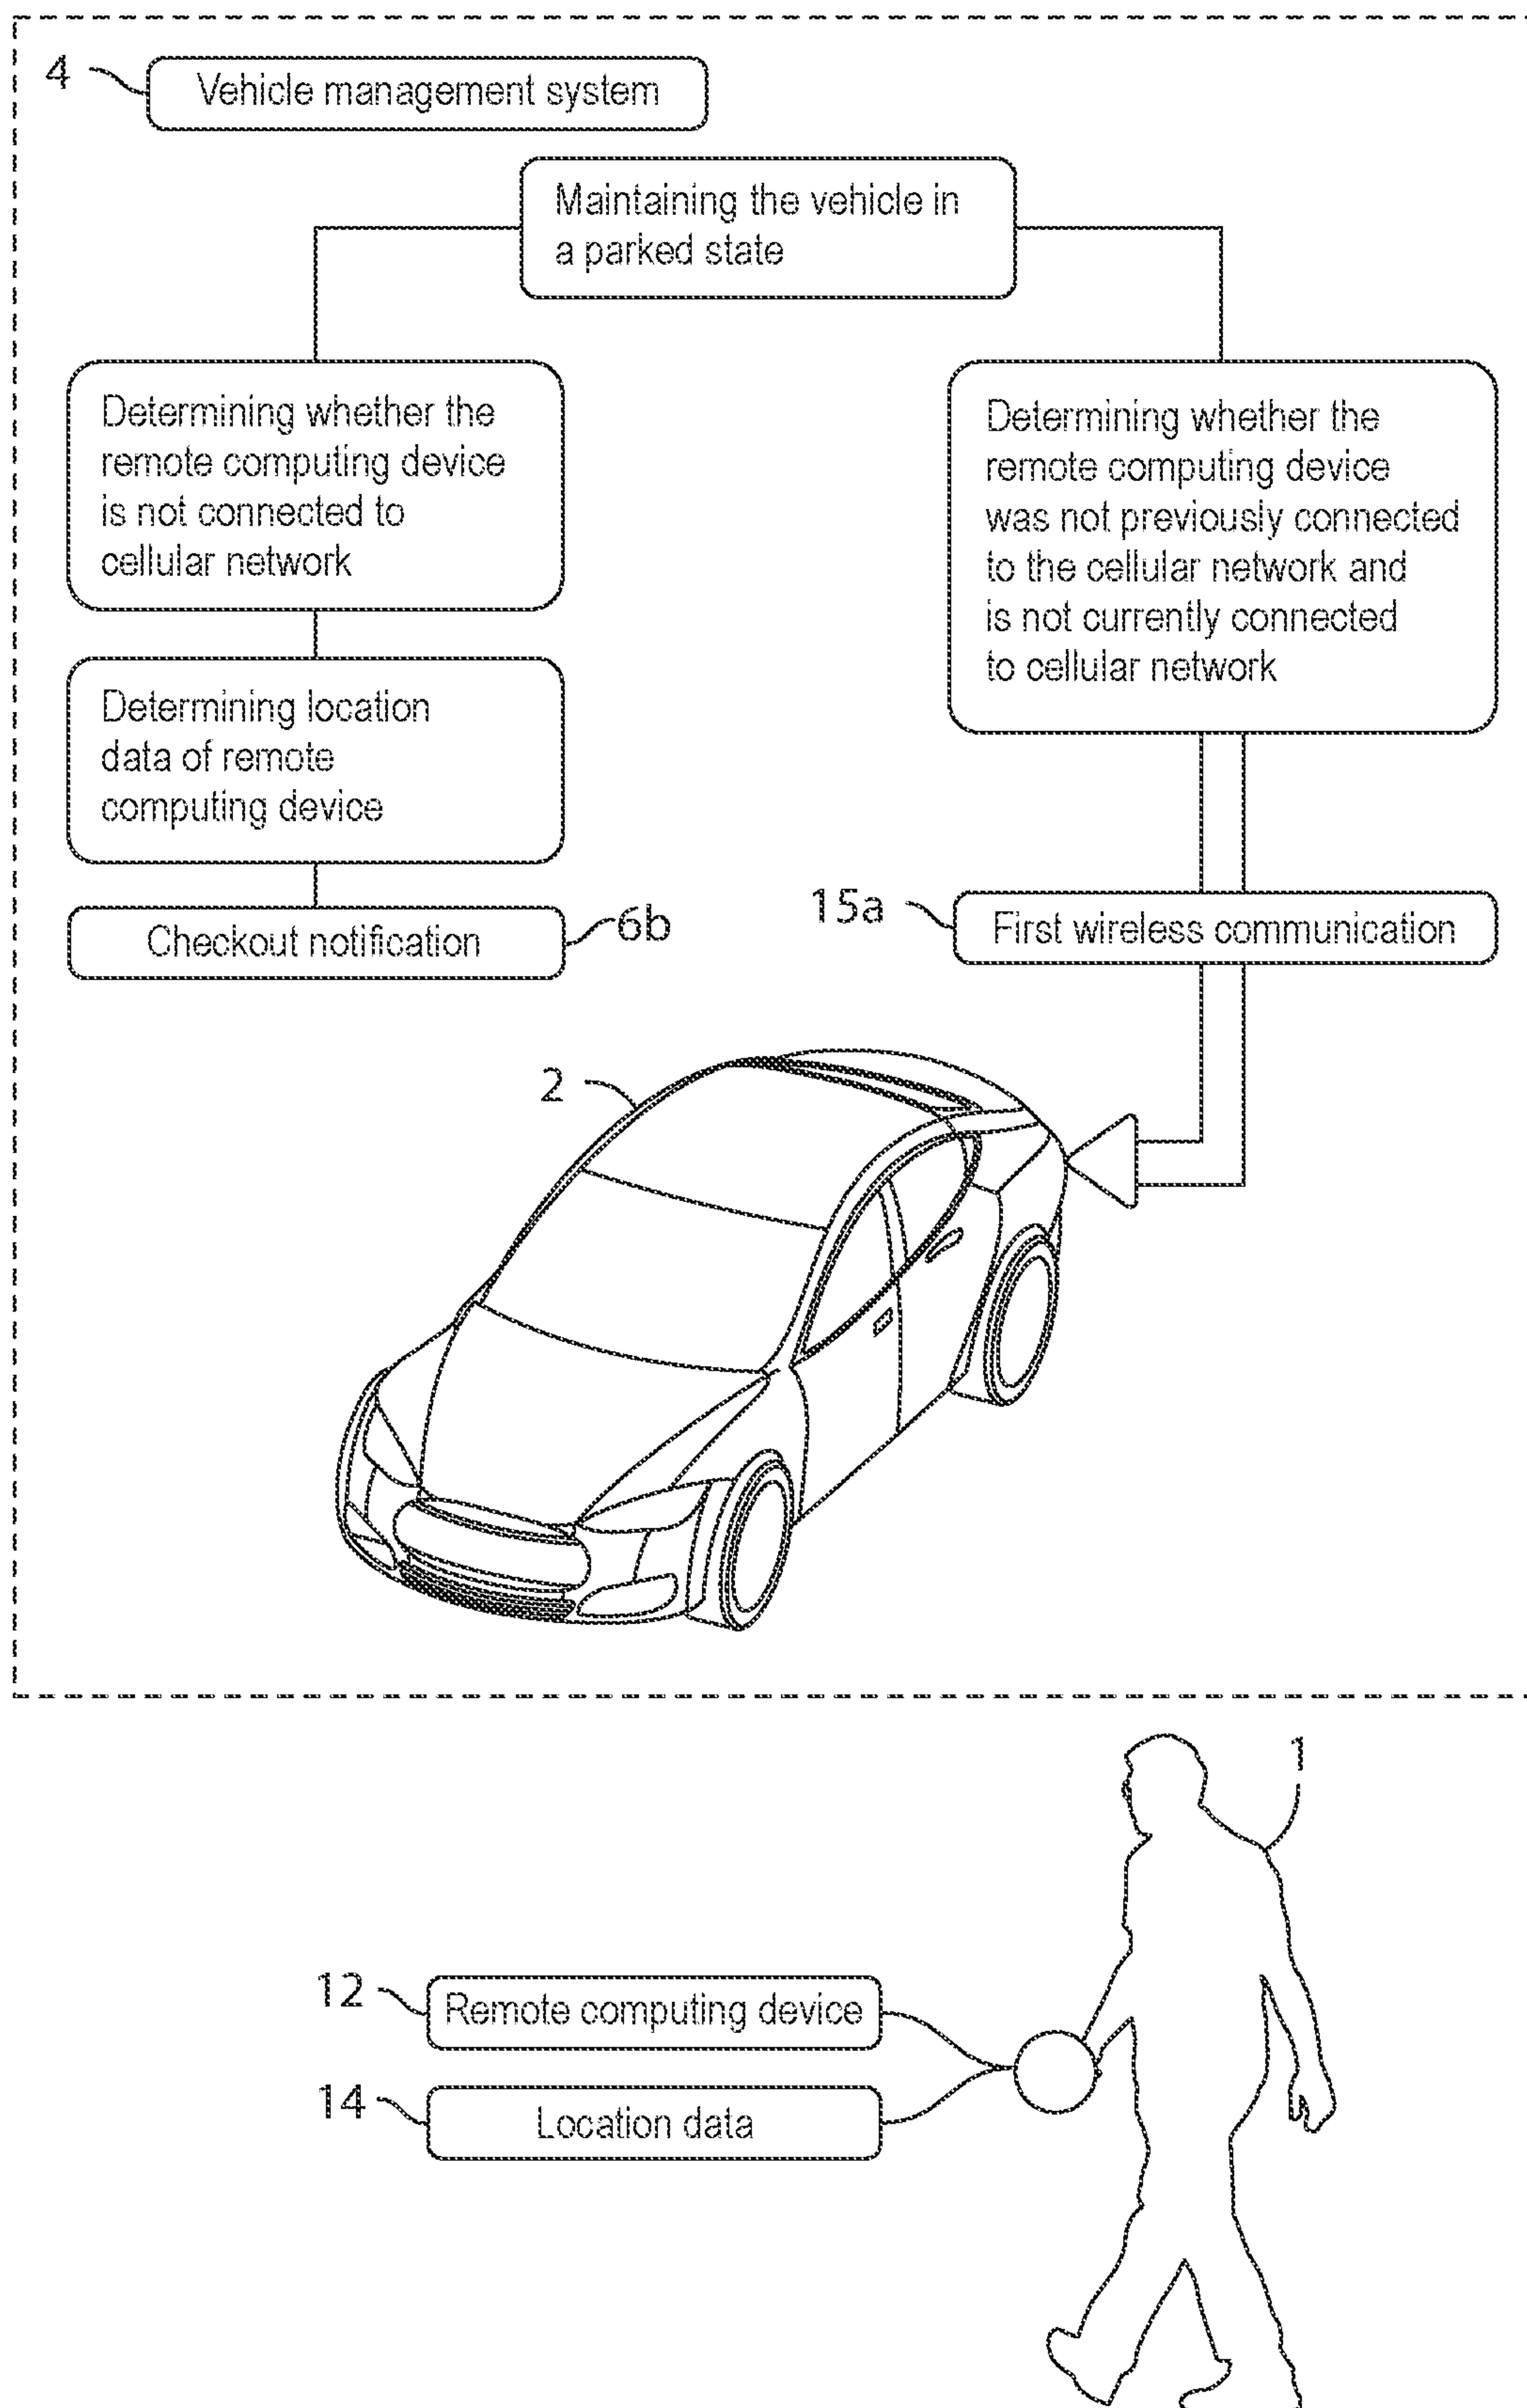 4
Vehicle management system
Maintaining the vehicle in
a parked state
Determining whether the
remote computing device
is not connected to
cellular network
Determining whether the
remote computing device
was not previously connected
to the cellular network and
is not currently connected
to cellular network
Determining location
data of remote
computing device
Checkout notification
6b
15a
First wireless communication
2
1
12
Remote computing device
14
Location data